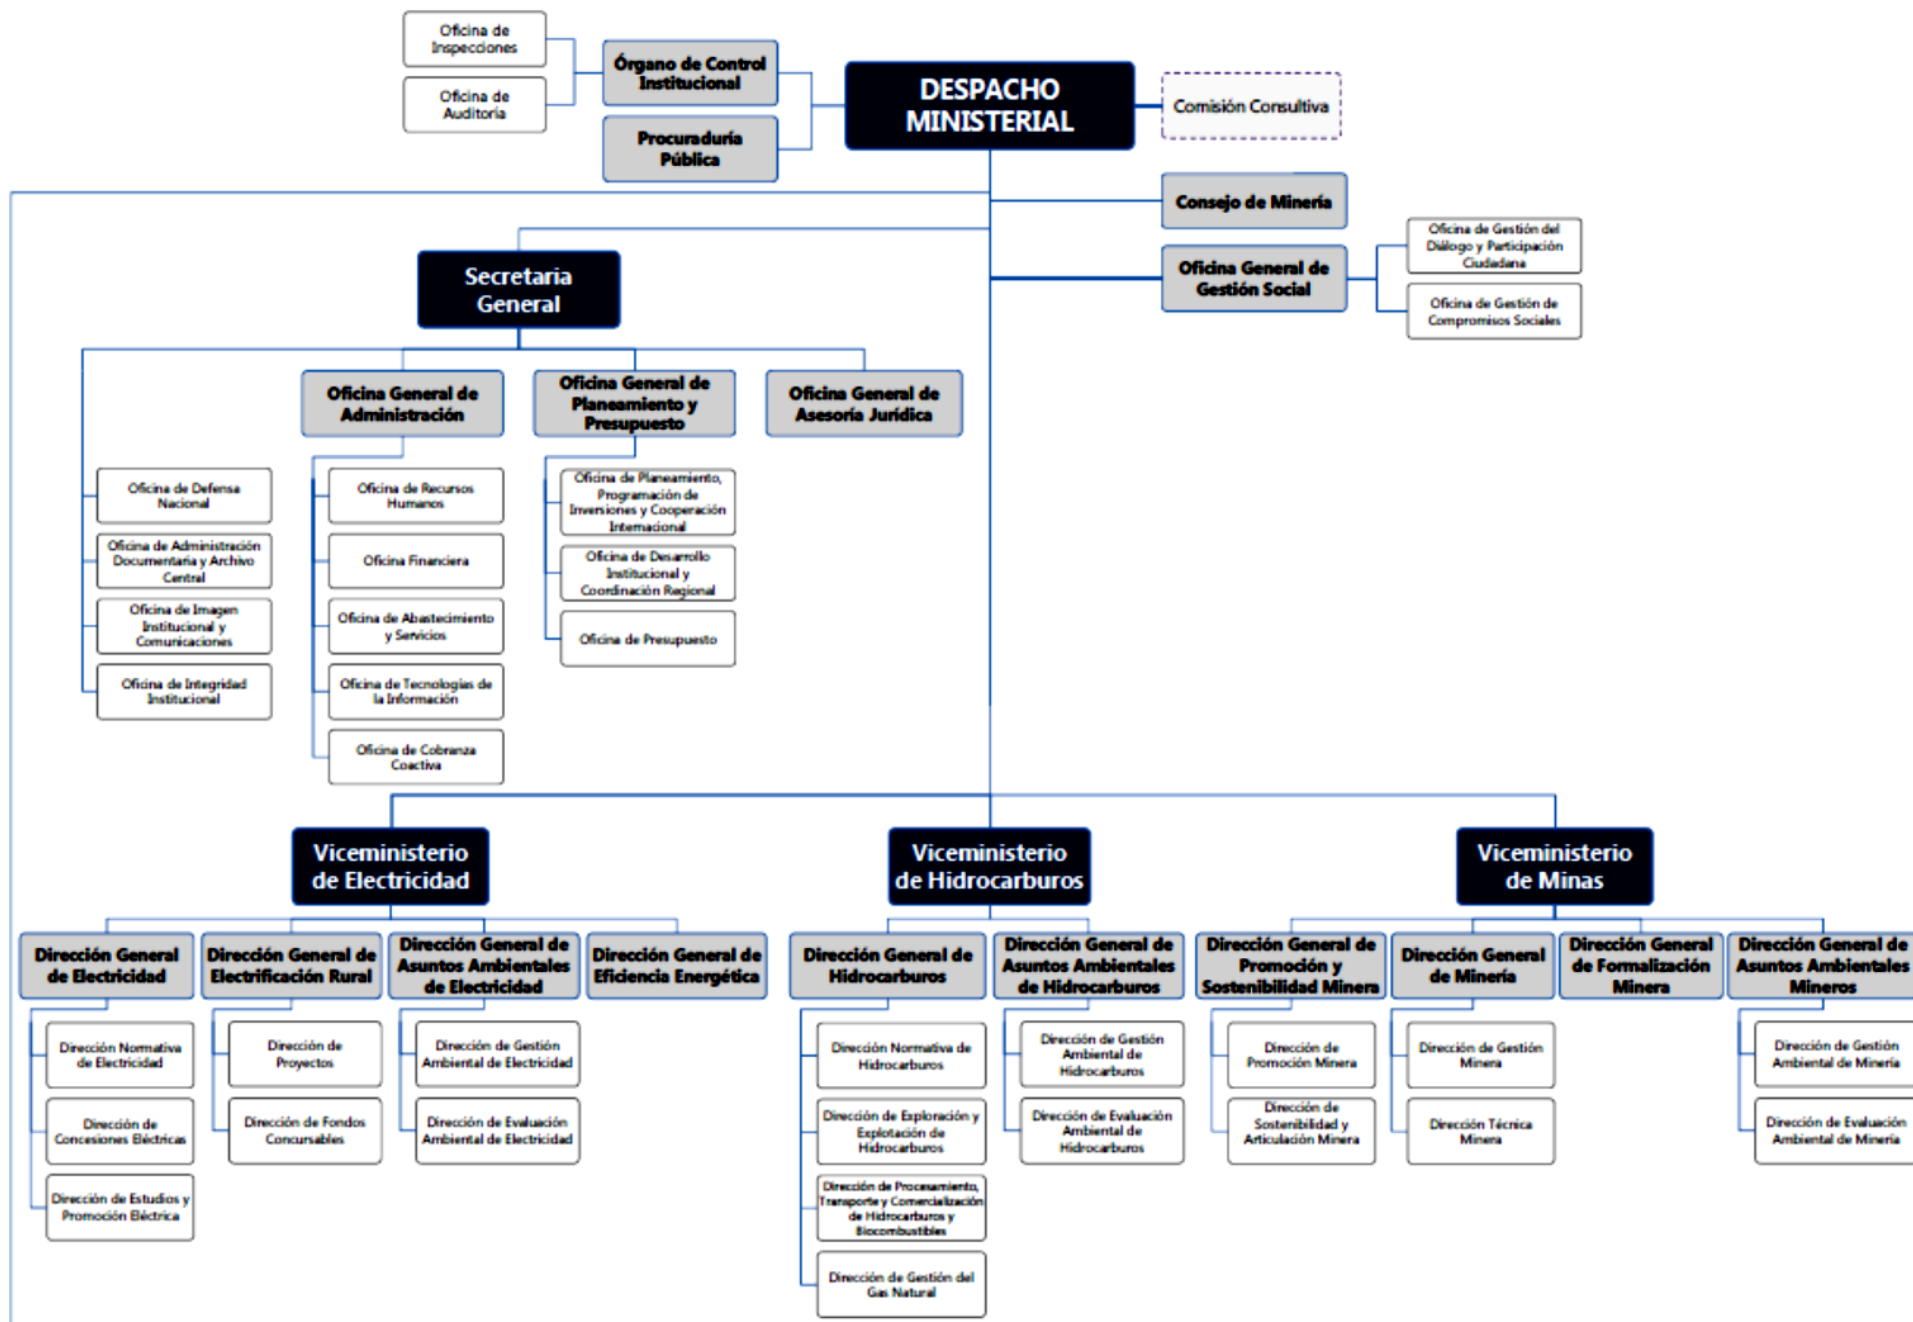 Oficina de
Inspecciones
Oficina de
Auditoría
Órgano de Control
Institucional
Procuraduría
Pública
DESPACHO
MINISTERIAL
Comisión Consultiva
Consejo de Minería
Oficina General de
Gestión Social
Oficina de Gestión del
Diálogo y Participación
Ciudadana
Oficina de Gestión de
Compromisos Sociales
Secretaria
General
Oficina General de
Administración
Oficina General de
Planeamiento y
Presupuesto
Oficina General de
Asesoría Jurídica
Oficina de Defensa
Nacional
Oficina de Administración
Documentaria y Archivo
Central
Oficina de Imagen
Institucional y
Comunicaciones
Oficina de Integridad
Institucional
Oficina de Recursos
Humanos
Oficina Financiera
Oficina de Abastecimiento
y Servicios
Oficina de Tecnologías de
la Información
Oficina de Cobranza
Coactiva
Oficina de Planeamiento,
Programación de
Inversiones y Cooperación
Internacional
Oficina de Desarrollo
Institucional y
Coordinación Regional
Oficina de Presupuesto
Viceministerio
de Electricidad
Viceministerio
de Hidrocarburos
Viceministerio
de Minas
Dirección General
de Electricidad
Dirección General de
Electrificación Rural
Dirección General de
Asuntos Ambientales
de Electricidad
Dirección General de
Eficiencia Energética
Dirección General de
Hidrocarburos
Dirección General de
Asuntos Ambientales
de Hidrocarburos
Dirección General de
Promoción y
Sostenibilidad Minera
Dirección General
de Minería
Dirección General
de Formalización
Minera
Dirección General de
Asuntos Ambientales
Mineros
Dirección Normativa
de Electricidad
Dirección de
Concesiones Eléctricas
Dirección de Estudios y
Promoción Eléctrica
Dirección de
Proyectos
Dirección de Fondos
Concursables
Dirección de Gestión
Ambiental de Electricidad
Dirección de Evaluación
Ambiental de Electricidad
Dirección Normativa de
Hidrocarburos
Dirección de Exploración y
Explotación de
Hidrocarburos
Dirección de Procesamiento,
Transporte y Comercialización
de Hidrocarburos y
Biocombustibles
Dirección de Gestión del
Gas Natural
Dirección de Gestión
Ambiental de
Hidrocarburos
Dirección de Evaluación
Ambiental de
Hidrocarburos
Dirección de
Promoción Minera
Dirección de
Sostenibilidad y
Articulación Minera
Dirección de Gestión
Minera
Dirección Técnica
Minera
Dirección de Gestión
Ambiental de Minería
Dirección de Evaluación
Ambiental de Minería